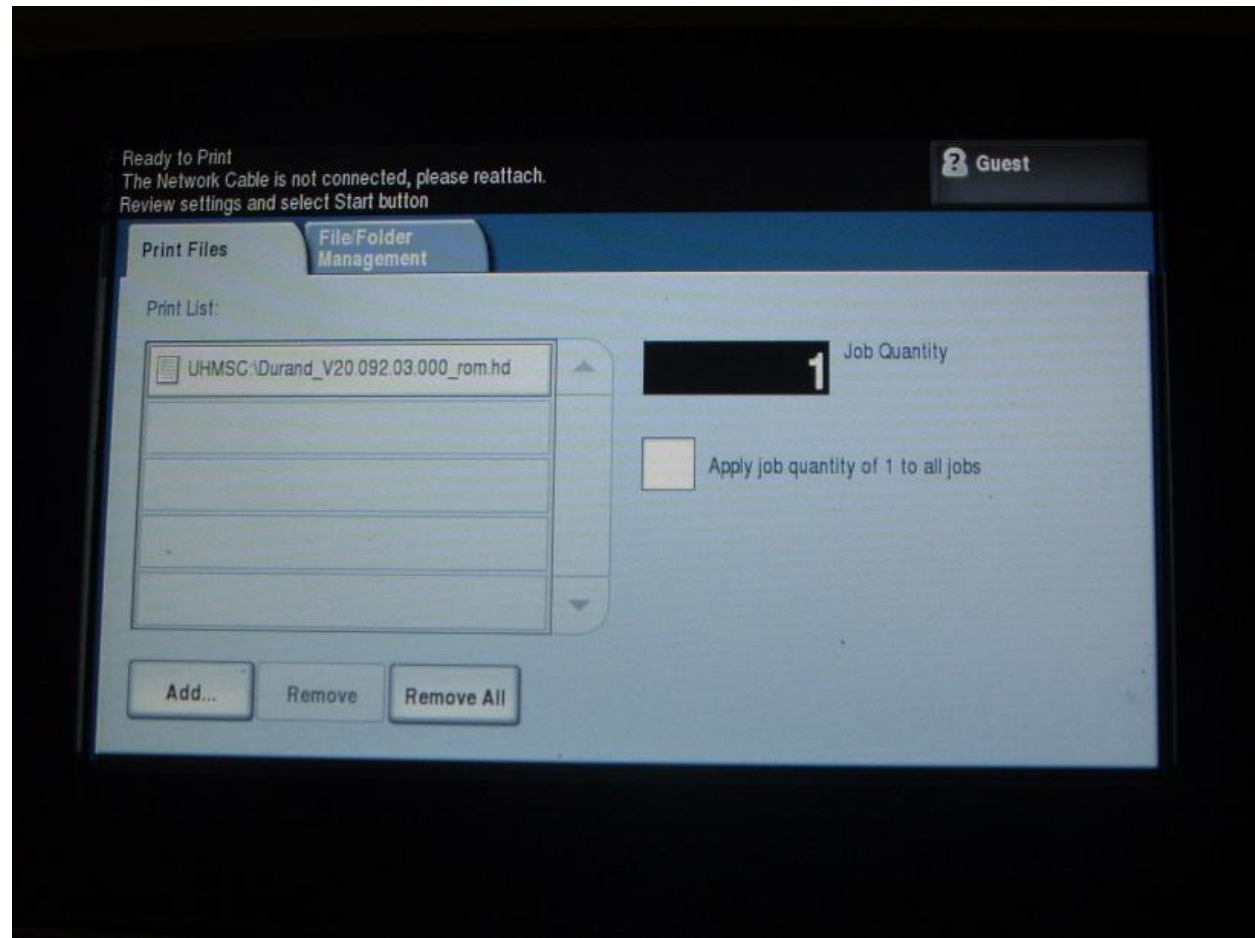 Ready to Print
The Network Cable is not connected, please reattach.
Review settings and select Start button
? Guest
Print Files
File/Folder
Management
Print List:
UHMSC:\Durand_V20.092.03.000_rom.hd
1
Job Quantity
Apply job quantity of 1 to all jobs
Add...
Remove
Remove All